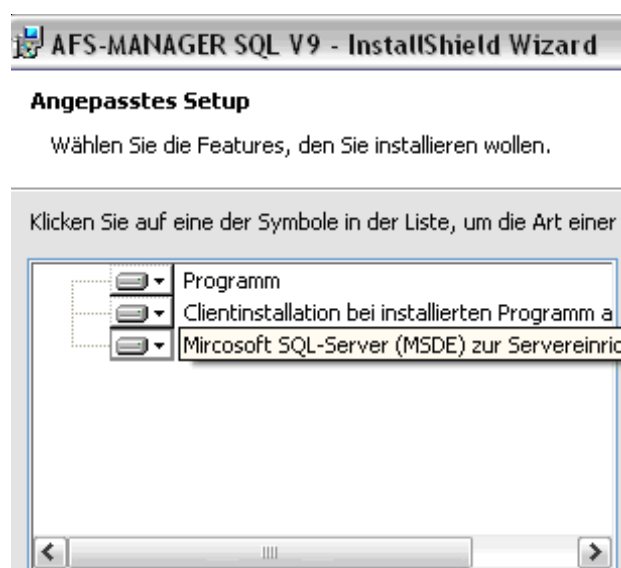 AFS-MANAGER SQL V9 - InstallShield Wizard
Angepasstes Setup
Wählen Sie die Features, den Sie installieren wollen.
Klicken Sie auf eine der Symbole in der Liste, um die Art einer
Programm
Clientinstallation bei installierten Programm a
Mircosoft SQL-Server (MSDE) zur Servereinric